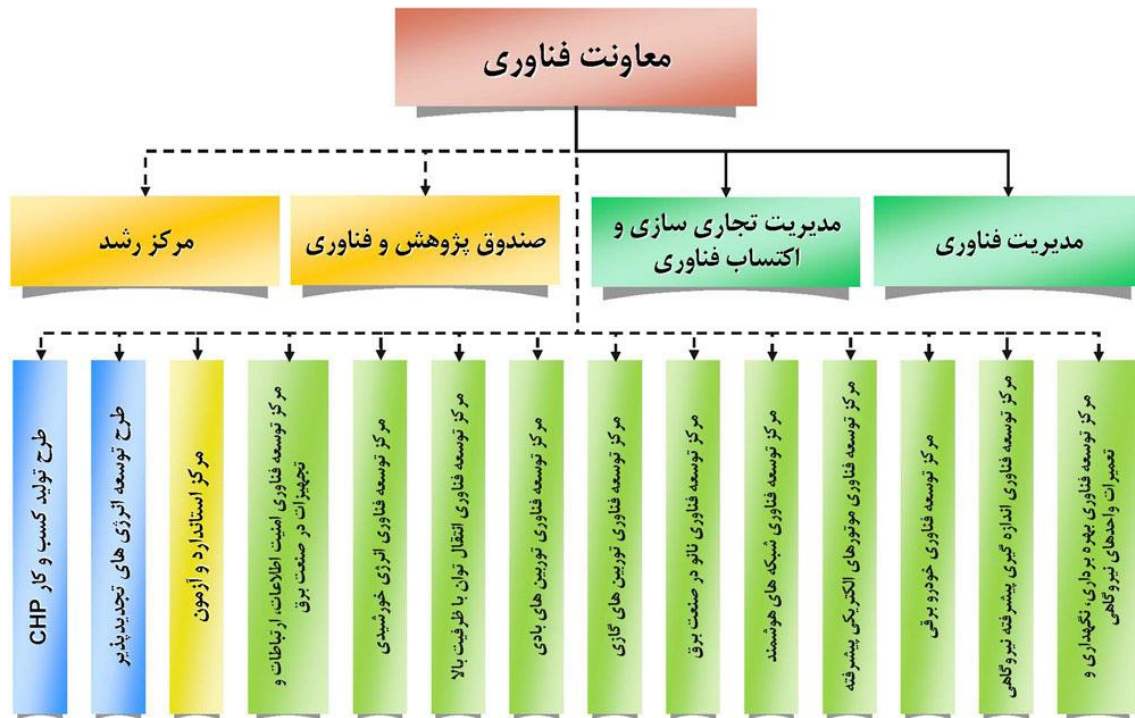 معاونت فناوری
مدیریت فناوری
مدیریت تجاری سازی و
اکتساب فناوری
صندوق پژوهش و فناوری
مرکز رشد
مرکز توسعه فناوری بهره برداری، نگهداری و
تعمیرات واحدهای نیروگاهی
مرکز توسعه فناوری اندازه گیری پیشرفته نیروگاهی
مرکز توسعه فناوری خودرو برقی
مرکز توسعه فناوری موتورهای الکتریکی پیشرفته
مرکز توسعه فناوری شبکه های هوشمند
مرکز توسعه فناوری نانو در صنعت برق
مرکز توسعه فناوری توربین های گازی
مرکز توسعه فناوری توربین های بادی
مرکز توسعه فناوری انتقال توان با ظرفیت بالا
مرکز توسعه فناوری انرژی خورشیدی
مرکز توسعه فناوری امنیت اطلاعات، ارتباطات و
تجهیزات در صنعت برق
مرکز استاندارد و آزمون
طرح توسعه انرژی های تجدیدپذیر
طرح تولید کسب و کار CHP